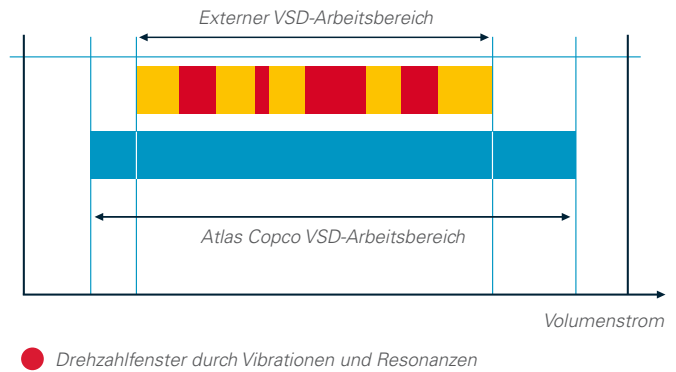 Externer VSD-Arbeitsbereich
Atlas Copco VSD-Arbeitsbereich
Volumenstrom
Drehzahlfenster durch Vibrationen und Resonanzen